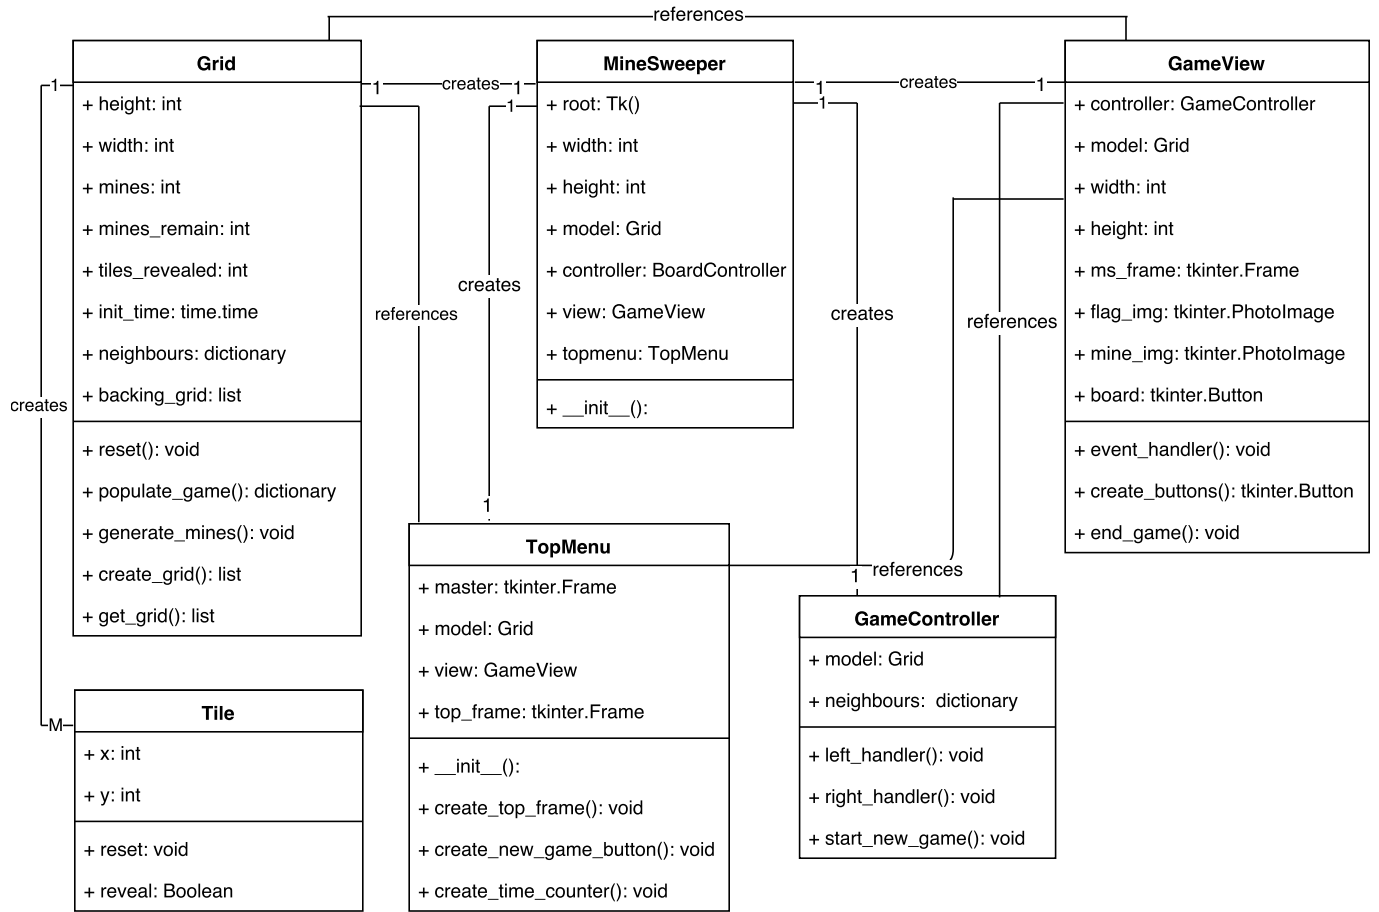 references
Grid
+ height: int
+ width: int
+ mines: int
+ mines_remain: int
+ tiles_revealed: int
+ init_time: time.time
+ neighbours: dictionary
+ backing_grid: list
+ reset(): void
+ populate_game(): dictionary
+ generate_mines(): void
+ create_grid(): list
+ get_grid(): list
1
creates
M
1
creates
1
1
references
creates
1
MineSweeper
+ root: Tk()
+ width: int
+ height: int
+ model: Grid
+ controller: BoardController
+ view: GameView
+ topmenu: TopMenu
+ __init__():
1
creates
1
1
creates
1
references
references
GameView
+ controller: GameController
+ model: Grid
+ width: int
+ height: int
+ ms_frame: tkinter.Frame
+ flag_img: tkinter.PhotoImage
+ mine_img: tkinter.PhotoImage
+ board: tkinter.Button
+ event_handler(): void
+ create_buttons(): tkinter.Button
+ end_game(): void
Tile
+ x: int
+ y: int
+ reset: void
+ reveal: Boolean
TopMenu
+ master: tkinter.Frame
+ model: Grid
+ view: GameView
+ top_frame: tkinter.Frame
+ __init__():
+ create_top_frame(): void
+ create_new_game_button(): void
+ create_time_counter(): void
GameController
+ model: Grid
+ neighbours: dictionary
+ left_handler(): void
+ right_handler(): void
+ start_new_game(): void